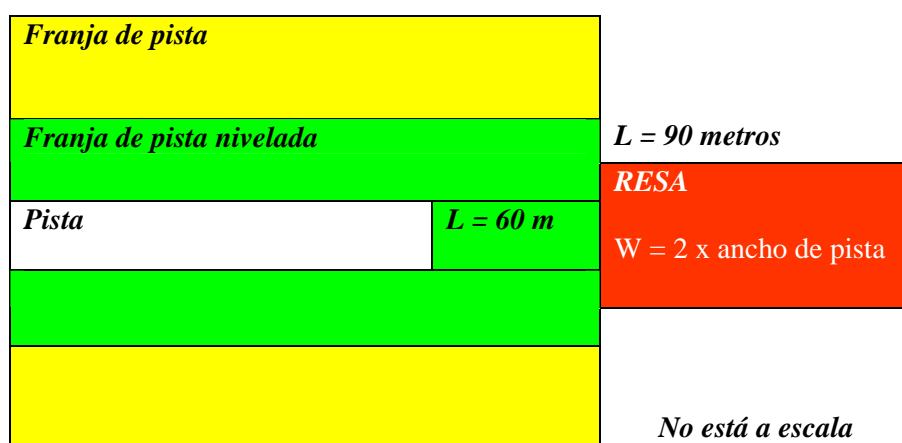 Franja de pista
Franja de pista nivelada
L = 90 metros
RESA
Pista
L = 60 m
W = 2 x ancho de pista
No está a escala